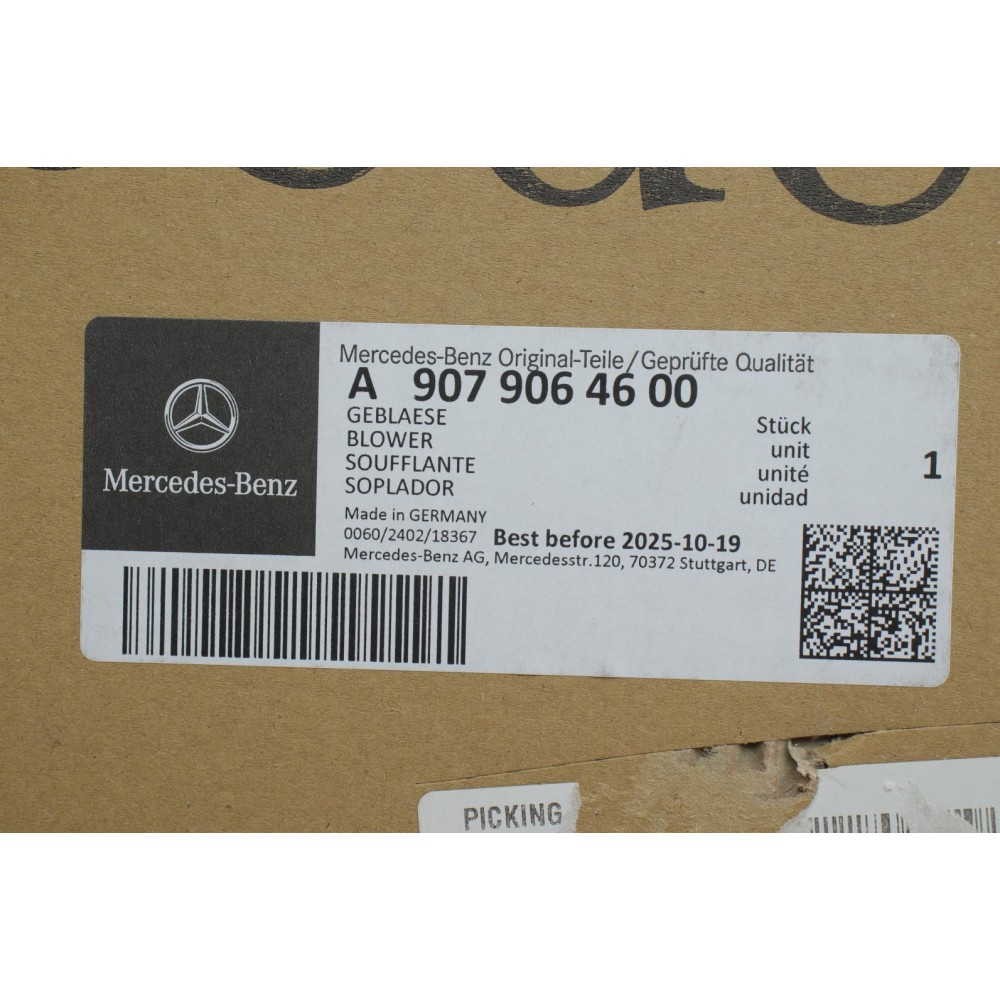 Mercedes-Benz
Mercedes-Benz Original-Teile/Geprüfte Qualität
A 907 906 46 00
GEBLAESE
BLOWER
SOUFFLANTE
SOPLADOR
Stück
unit
unité
unidad
1
Made in GERMANY
0060/2402/18367 Best before 2025-10-19
Mercedes-Benz AG, Mercedesstr.120, 70372 Stuttgart, DE
PICKING